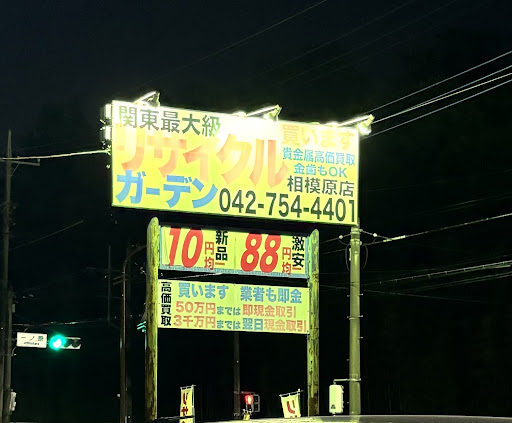 関東最大級
リサイクル
ガーデン
買います
貴金属高価買取
金歯もOK
相模原店
042-754-4401
10円均一
新品
88円均一
激安
高価買取
買います 業者も即金
50万円までは即現金取引
3千万円までは翌日現金取引
一ノ原